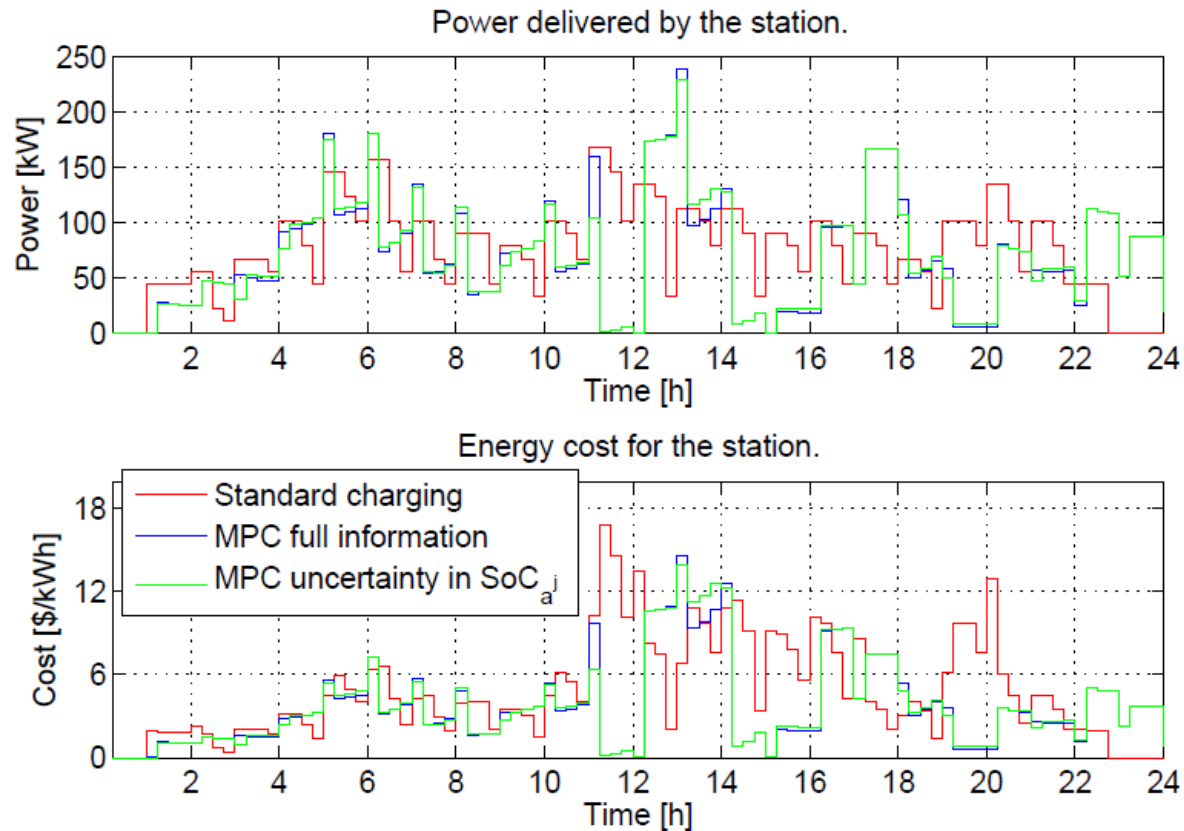 Power delivered by the station.
250
200
150
100
50
0
Power [kW]
2 4 6 8 10 12 14 16 18 20 22 24
Time [h]
Energy cost for the station.
18
12
6
0
Cost [$/kWh]
Standard charging
MPC full information
MPC uncertainty in SoC_a^j
2 4 6 8 10 12 14 16 18 20 22 24
Time [h]